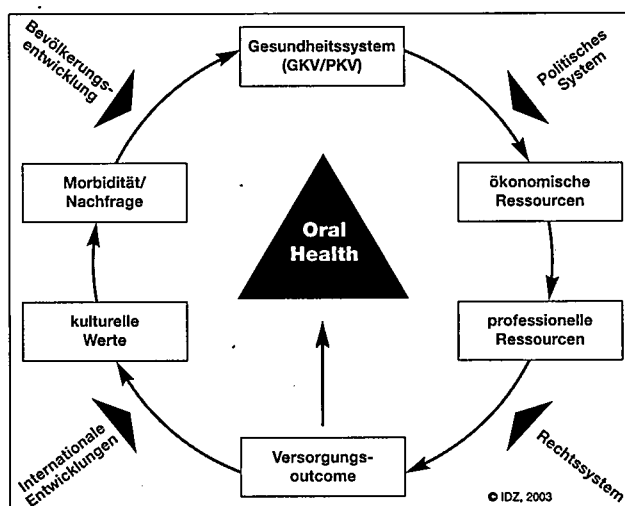 Bevölkerungs-
entwicklung
Gesundheitssystem
(GKV/PKV)
Politisches
System
Morbidität/
Nachfrage
ökonomische
Ressourcen
Oral
Health
kulturelle
Werte
professionelle
Ressourcen
Internationale
Entwicklungen
Versorgungs-
outcome
Rechtssystem
© IDZ, 2003